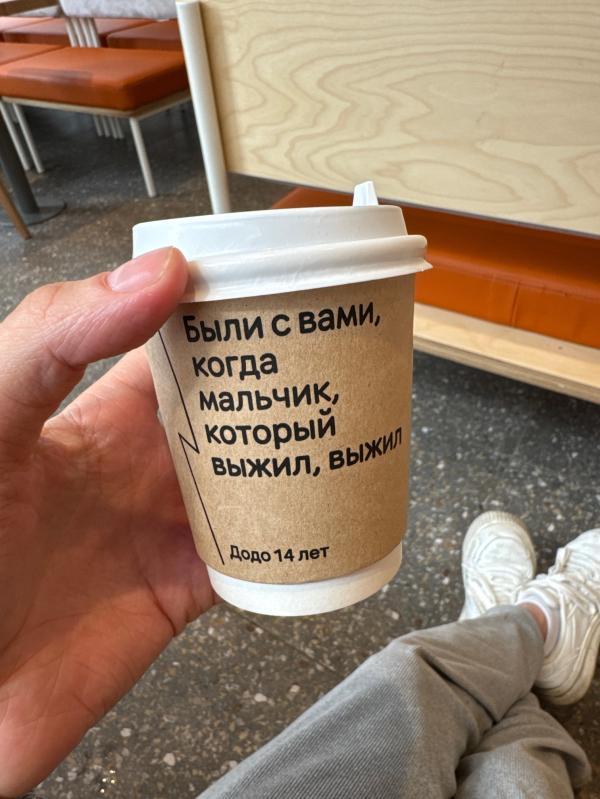 Были с вами,
когда
мальчик,
который
выжил, выжил
Додо 14 лет